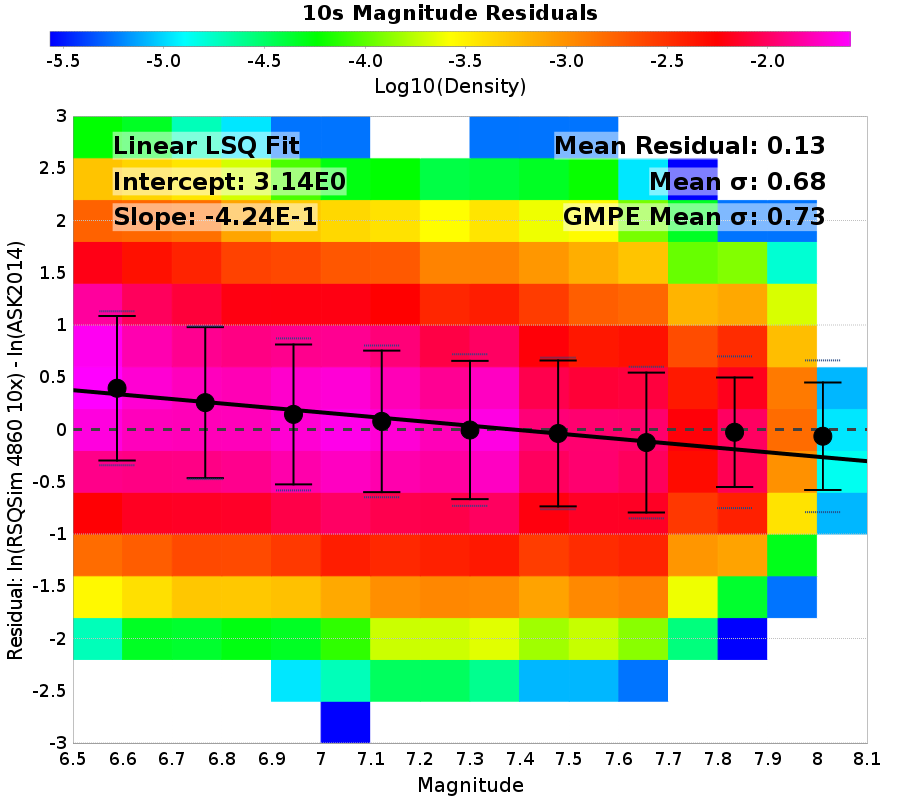 10s Magnitude Residuals
-5.5 -5.0 -4.5 -4.0 -3.5 -3.0 -2.5 -2.0
Log10(Density)
Linear LSQ Fit
Intercept: 3.14E0
Slope: -4.24E-1
Mean Residual: 0.13
Mean σ: 0.68
GMPE Mean σ: 0.73
Residual: ln(RSQSim 4860 10x) - ln(ASK2014)
3
2.5
2
1.5
1
0.5
0
-0.5
-1
-1.5
-2
-2.5
-3
6.5 6.6 6.7 6.8 6.9 7 7.1 7.2 7.3 7.4 7.5 7.6 7.7 7.8 7.9 8 8.1
Magnitude